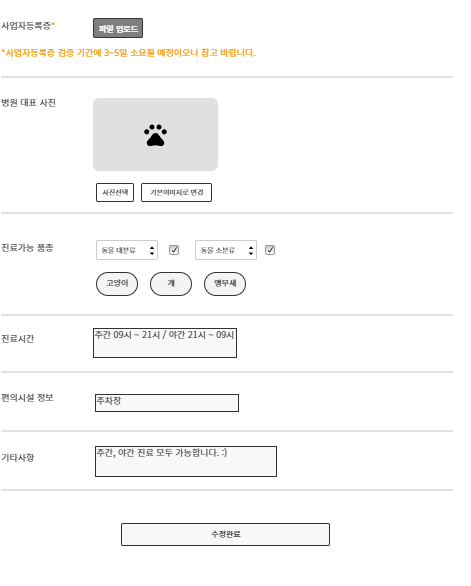 사업자등록증*
파일 업로드
*사업자등록증 검증 기간에 3~5일 소요될 예정이오니 참고 바랍니다.
병원 대표 사진
사진선택
기본이미지로 변경
진료가능 품종
동물 대분류
동물 소분류
고양이
개
앵무새
진료시간
주간 09시 ~ 21시 / 야간 21시 ~ 09시
편의시설 정보
주차장
기타사항
주간, 야간 진료 모두 가능합니다. :)
수정완료